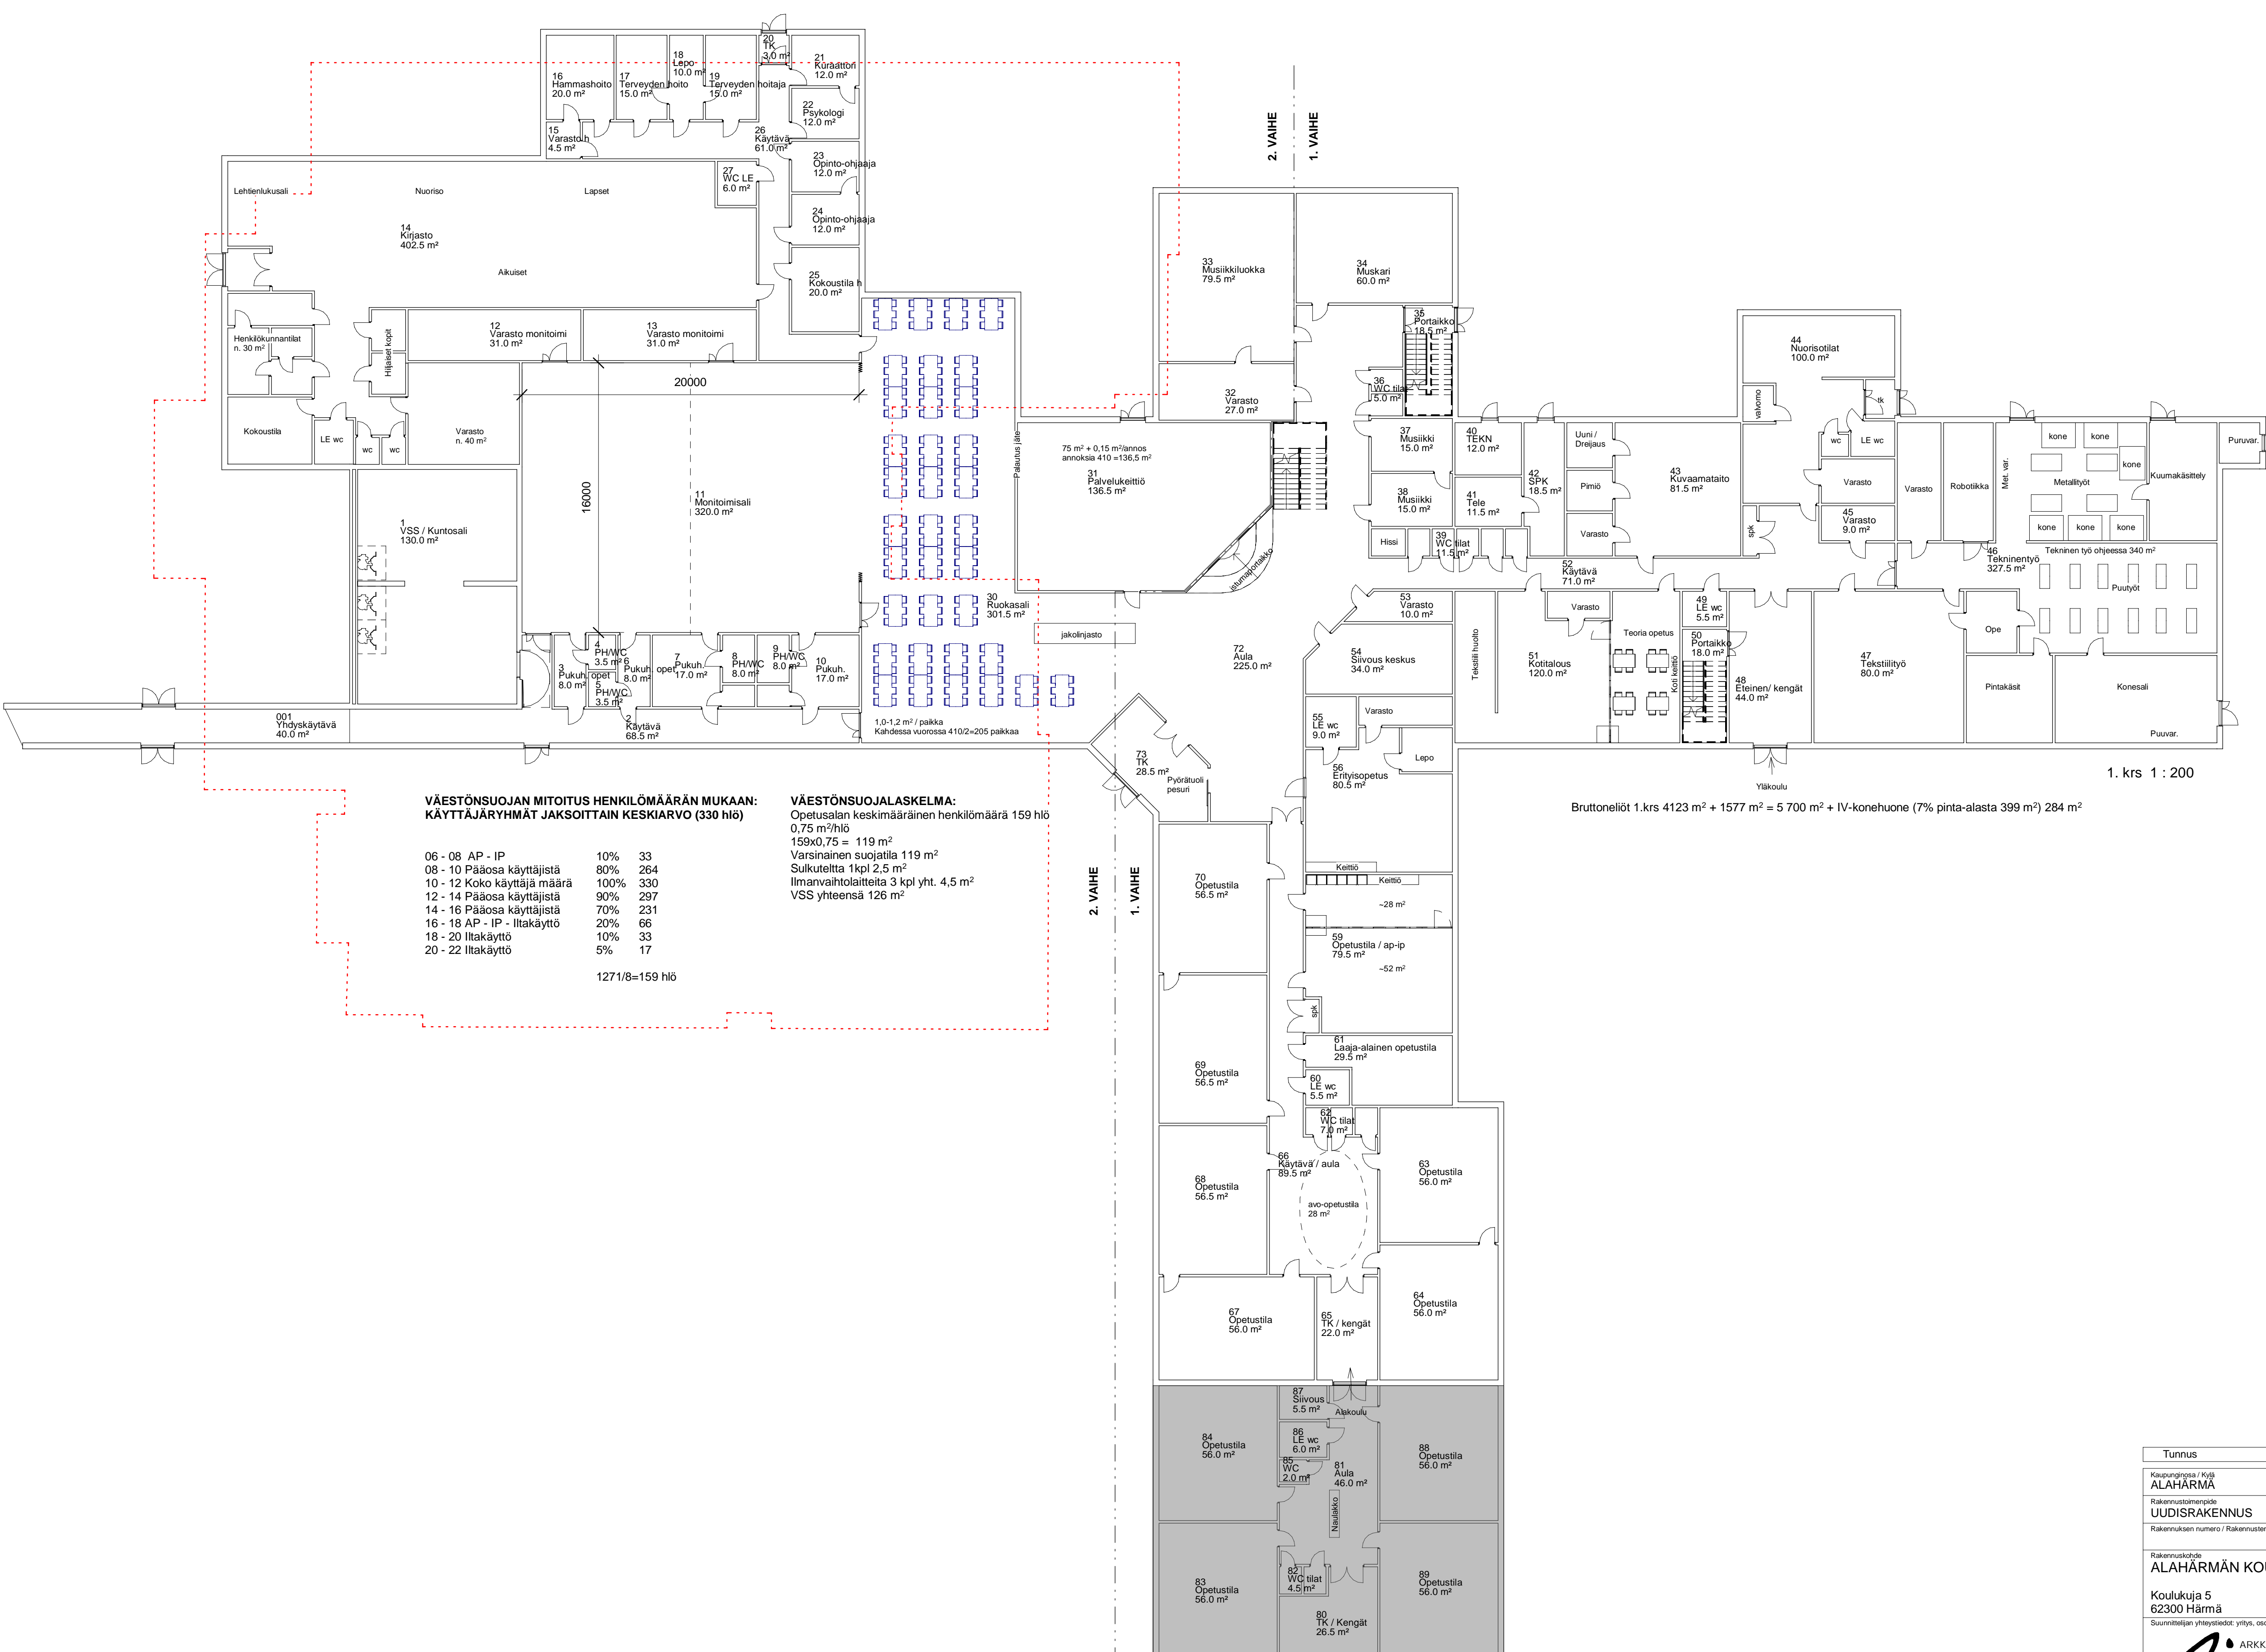 20
TK
3.0 m²
16
Hammashoito
20.0 m²
17
Terveyden hoito
15.0 m²
18
Lepo
10.0 m²
19
Terveyden hoitaja
15.0 m²
21
Kuraattori
12.0 m²
22
Psykologi
12.0 m²
15
Varasto h
4.5 m²
26
Käytävä
61.0 m²
23
Opinto-ohjaaja
12.0 m²
27
WC LE
6.0 m²
24
Opinto-ohjaaja
12.0 m²
25
Kokoustila h
20.0 m²
Lehtienlukusali
Nuoriso
Lapset
14
Kirjasto
402.5 m²
Aikuiset
Henkilökunnantilat
n. 30 m²
Hiljaiset kopit
12
Varasto monitoimi
31.0 m²
13
Varasto monitoimi
31.0 m²
Kokoustila
LE wc
wc
wc
Varasto
n. 40 m²
20000
16000
11
Monitoimisali
320.0 m²
1
VSS / Kuntosali
130.0 m²
3
Pukuh. opet
8.0 m²
4
PH/WC
3.5 m²
5
PH/WC
3.5 m²
6
Pukuh. opet
8.0 m²
7
Pukuh.
17.0 m²
8
PH/WC
8.0 m²
9
PH/WC
8.0 m²
10
Pukuh.
17.0 m²
001
Yhdyskäytävä
40.0 m²
2
Käytävä
68.5 m²
30
Ruokasali
301.5 m²
1,0-1,2 m² / paikka
Kahdessa vuorossa 410/2=205 paikkaa
jakolinjasto
Palautus jäte
75 m² + 0,15 m²/annos
annoksia 410 =136,5 m²
31
Palvelukeittiö
136.5 m²
istumaportaikko
2. VAIHE
1. VAIHE
33
Musiikkiluokka
79.5 m²
34
Muskari
60.0 m²
32
Varasto
27.0 m²
35
Portaikko
18.5 m²
36
WC tilat
5.0 m²
37
Musiikki
15.0 m²
38
Musiikki
15.0 m²
40
TEKN
12.0 m²
41
Tele
11.5 m²
42
SPK
18.5 m²
Hissi
39
WC tilat
11.5 m²
Uuni /
Dreijaus
Pimiö
Varasto
43
Kuvaamataito
81.5 m²
44
Nuorisotilat
100.0 m²
valvomo
tk
wc
LE wc
Varasto
45
Varasto
9.0 m²
spk
Varasto
Robotiikka
Met. var.
kone
kone
kone
Metallityöt
kone
kone
kone
Kuumakäsittely
Puruvar.
46
Tekninentyö
327.5 m²
Tekninen työ ohjeessa 340 m²
Puutyöt
Ope
Pintakäsit
Konesali
Puuvar.
52
Käytävä
71.0 m²
53
Varasto
10.0 m²
54
Siivous keskus
34.0 m²
Tekstiili huolto
51
Kotitalous
120.0 m²
Varasto
Teoria opetus
Koti keittiö
49
LE wc
5.5 m²
50
Portaikko
18.0 m²
48
Eteinen/ kengät
44.0 m²
47
Tekstiilityö
80.0 m²
Yläkoulu
72
Aula
225.0 m²
73
TK
28.5 m²
Pyörätuoli
pesuri
55
LE wc
9.0 m²
Varasto
Lepo
56
Erityisopetus
80.5 m²
Keittiö
Keittiö
~28 m²
59
Opetustila / ap-ip
79.5 m²
~52 m²
spk
61
Laaja-alainen opetustila
29.5 m²
60
LE wc
5.5 m²
62
WC tilat
7.0 m²
66
Käytävä / aula
89.5 m²
avo-opetustila
28 m²
70
Opetustila
56.5 m²
69
Opetustila
56.5 m²
68
Opetustila
56.5 m²
67
Opetustila
56.0 m²
63
Opetustila
56.0 m²
64
Opetustila
56.0 m²
65
TK / kengät
22.0 m²
2. VAIHE
1. VAIHE
87
Siivous
5.5 m²
Alakoulu
86
LE wc
6.0 m²
85
WC
2.0 m²
81
Aula
46.0 m²
Naulakko
84
Opetustila
56.0 m²
88
Opetustila
56.0 m²
83
Opetustila
56.0 m²
82
WC tilat
4.5 m²
89
Opetustila
56.0 m²
80
TK / Kengät
26.5 m²
1. krs 1 : 200
Bruttoneliöt 1.krs 4123 m² + 1577 m² = 5 700 m² + IV-konehuone (7% pinta-alasta 399 m²) 284 m²
VÄESTÖNSUOJAN MITOITUS HENKILÖMÄÄRÄN MUKAAN:
KÄYTTÄJÄRYHMÄT JAKSOITTAIN KESKIARVO (330 hlö)
06 - 08 AP - IP 10% 33
08 - 10 Pääosa käyttäjistä 80% 264
10 - 12 Koko käyttäjä määrä 100% 330
12 - 14 Pääosa käyttäjistä 90% 297
14 - 16 Pääosa käyttäjistä 70% 231
16 - 18 AP - IP - Iltakäyttö 20% 66
18 - 20 Iltakäyttö 10% 33
20 - 22 Iltakäyttö 5% 17
1271/8=159 hlö
VÄESTÖNSUOJALASKELMA:
Opetusalan keskimääräinen henkilömäärä 159 hlö
0,75 m²/hlö
159x0,75 = 119 m²
Varsinainen suojatila 119 m²
Sulkuteltta 1kpl 2,5 m²
Ilmanvaihtolaitteita 3 kpl yht. 4,5 m²
VSS yhteensä 126 m²
Tunnus
Kaupunginosa / Kylä
ALAHÄRMÄ
Rakennustoimenpide
UUDISRAKENNUS
Rakennuksen numero / Rakennusten
Rakennuskohde
ALAHÄRMÄN KOU
Koulukuja 5
62300 Härmä
Suunnittelijan yhteystiedot: yritys, oso
ARKK